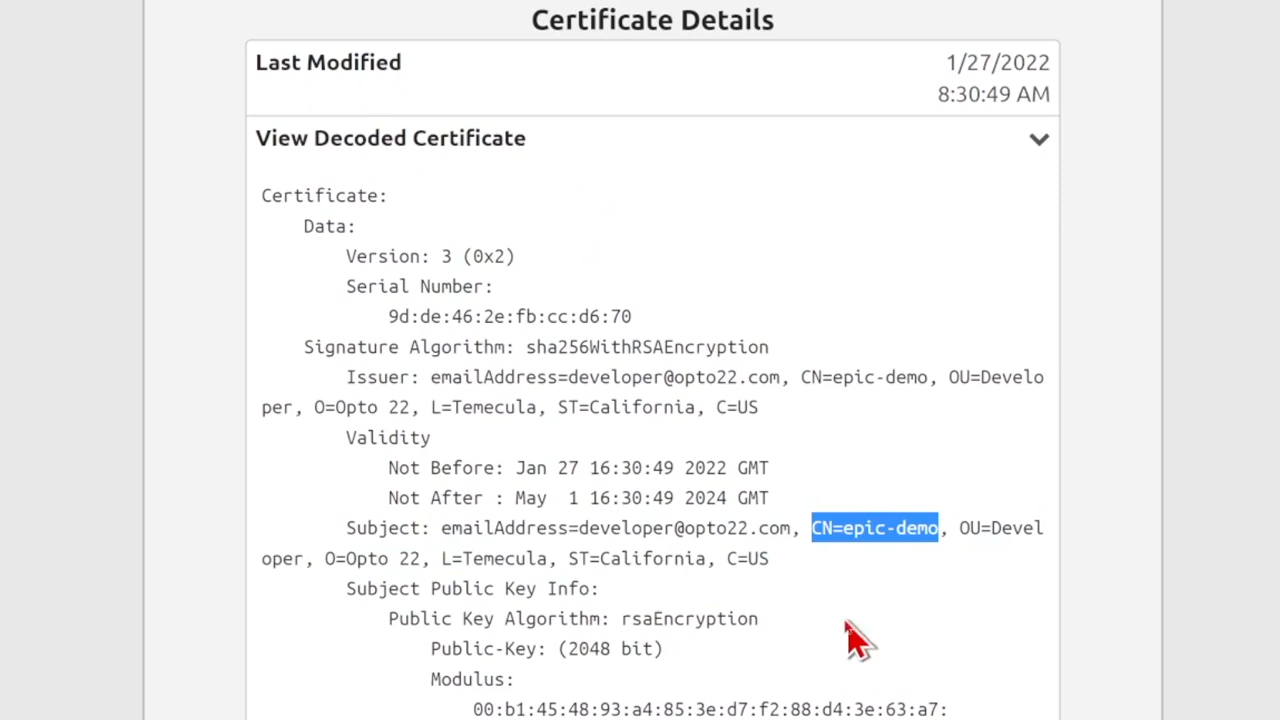 Certificate Details
Last Modified 1/27/2022
8:30:49 AM
View Decoded Certificate
Certificate:
Data:
Version: 3 (0x2)
Serial Number:
9d:de:46:2e:fb:cc:d6:70
Signature Algorithm: sha256WithRSAEncryption
Issuer: emailAddress=developer@opto22.com, CN=epic-demo, OU=Develo
per, O=Opto 22, L=Temecula, ST=California, C=US
Validity
Not Before: Jan 27 16:30:49 2022 GMT
Not After : May  1 16:30:49 2024 GMT
Subject: emailAddress=developer@opto22.com, CN=epic-demo, OU=Devel
oper, O=Opto 22, L=Temecula, ST=California, C=US
Subject Public Key Info:
Public Key Algorithm: rsaEncryption
Public-Key: (2048 bit)
Modulus:
00:b1:45:48:93:a4:85:3e:d7:f2:88:d4:3e:63:a7: